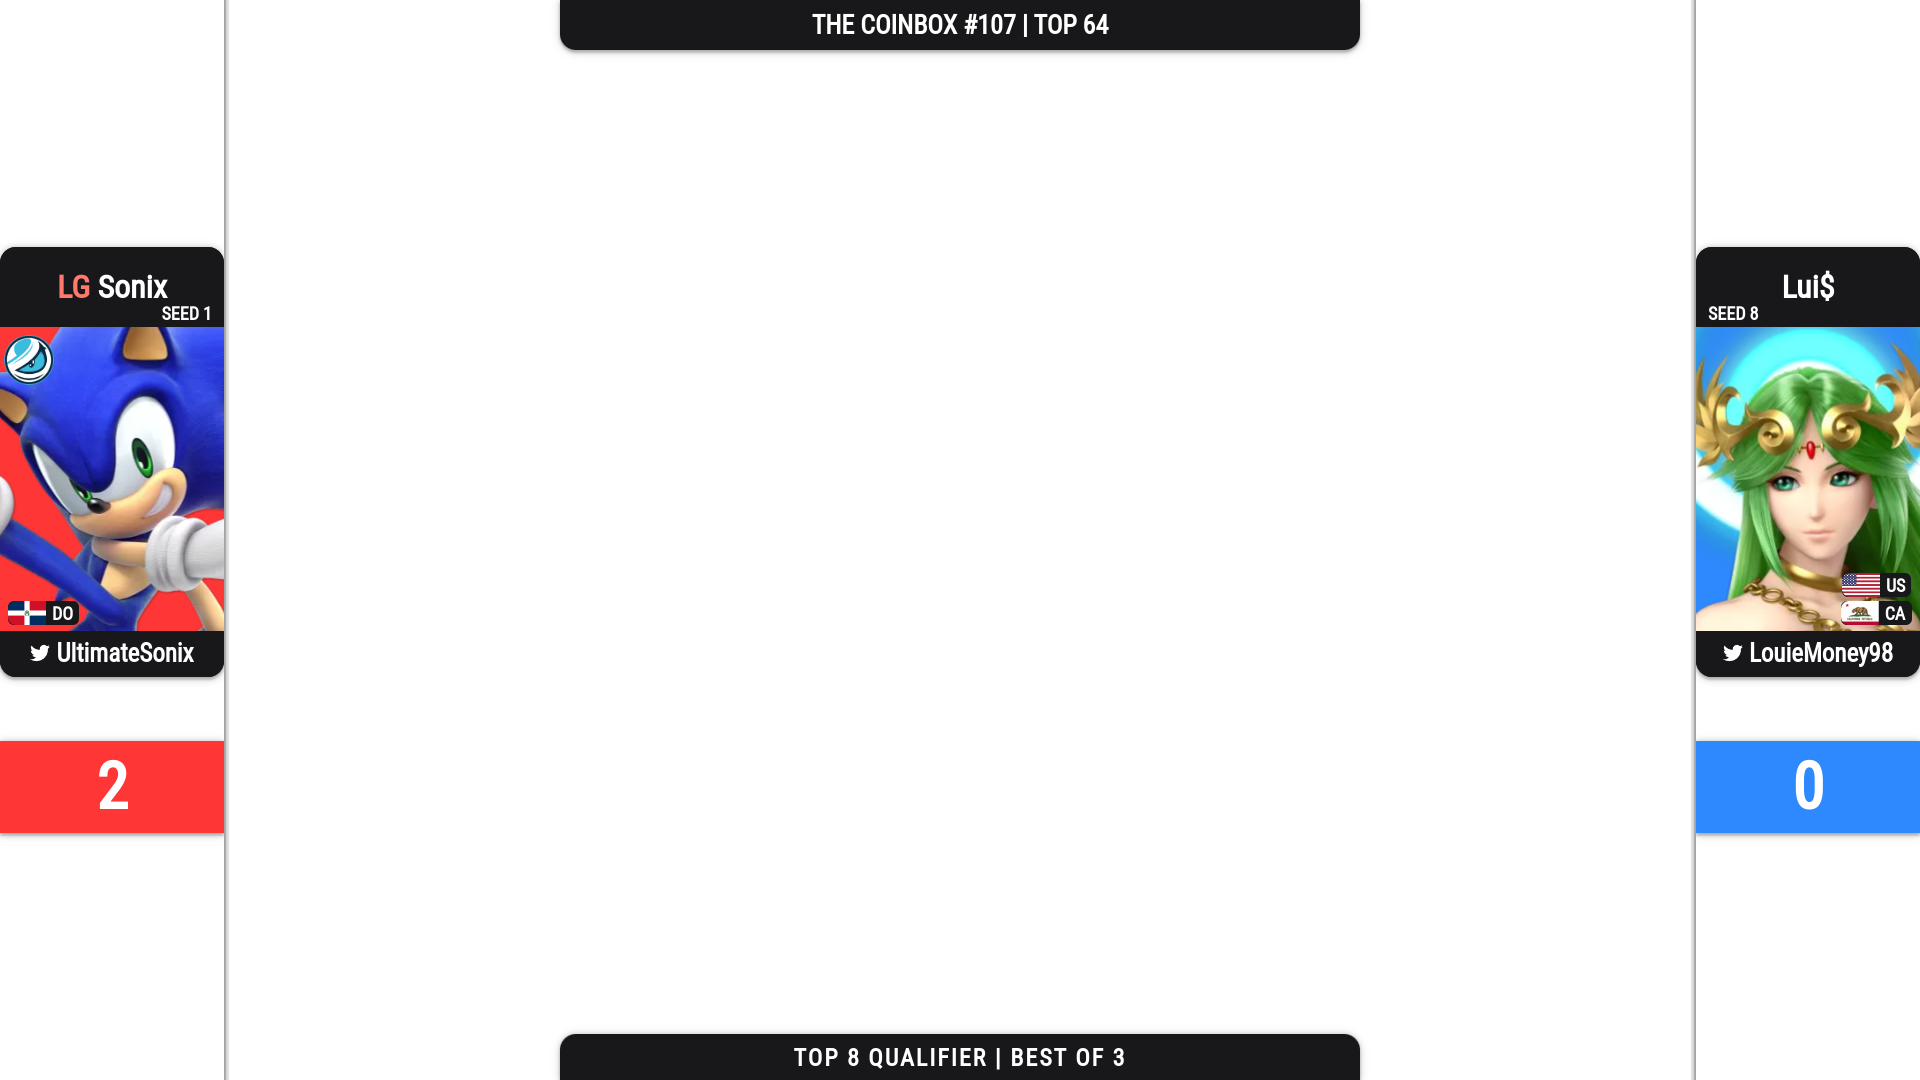 THE COINBOX #107 | TOP 64
LG Sonix
SEED 1
DO
UltimateSonix
2
Lui$
SEED 8
US
CA
LouieMoney98
0
TOP 8 QUALIFIER | BEST OF 3